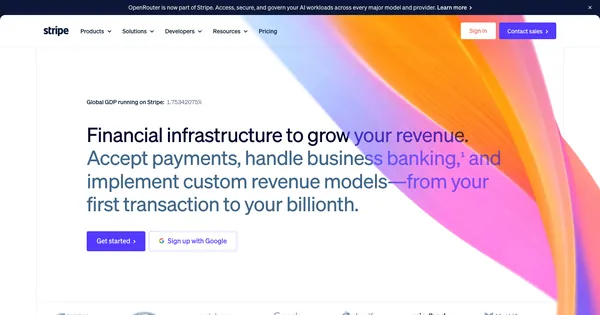 OpenRouter is now part of Stripe. Access, secure, and govern your AI workloads across every major model and provider. Learn more
stripe Products Solutions Developers Resources Pricing Sign in Contact sales
Global GDP running on Stripe: 1.75342075%
Financial infrastructure to grow your revenue.
Accept payments, handle business banking,¹ and
implement custom revenue models—from your
first transaction to your billionth.
Get started Sign up with Google
Google